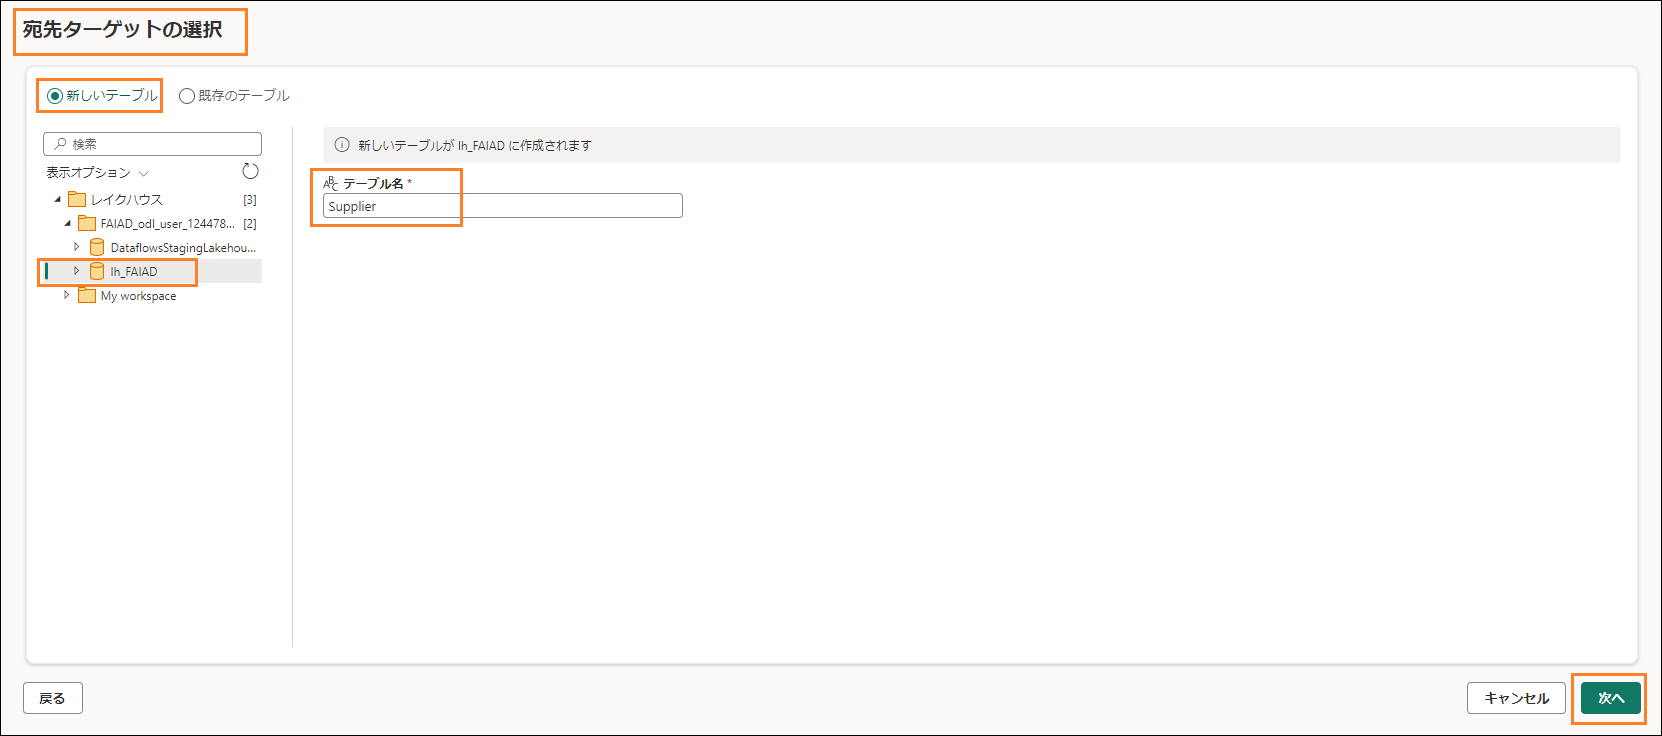 宛先ターゲットの選択
新しいテーブル 既存のテーブル
検索
表示オプション
レイクハウス [3]
FAIAD_odl_user_124478... [2]
DataflowsStagingLakehou...
lh_FAIAD
My workspace
新しいテーブルが lh_FAIAD に作成されます
ABC テーブル名 *
Supplier
戻る
キャンセル
次へ